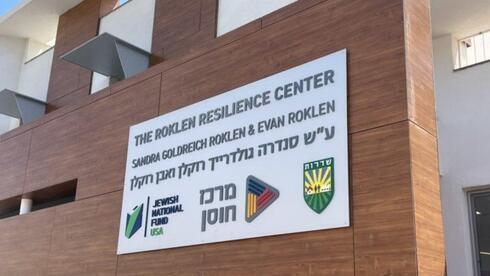 THE ROKLEN RESILIENCE CENTER
SANDRA GOLDREICH ROKLEN & EVAN ROKLEN
ע"ש סנדרה גולדרייך רוקלן ואבן רוקלן
JEWISH
NATIONAL
FUND
USA
מרכז
חוסן
שדרות